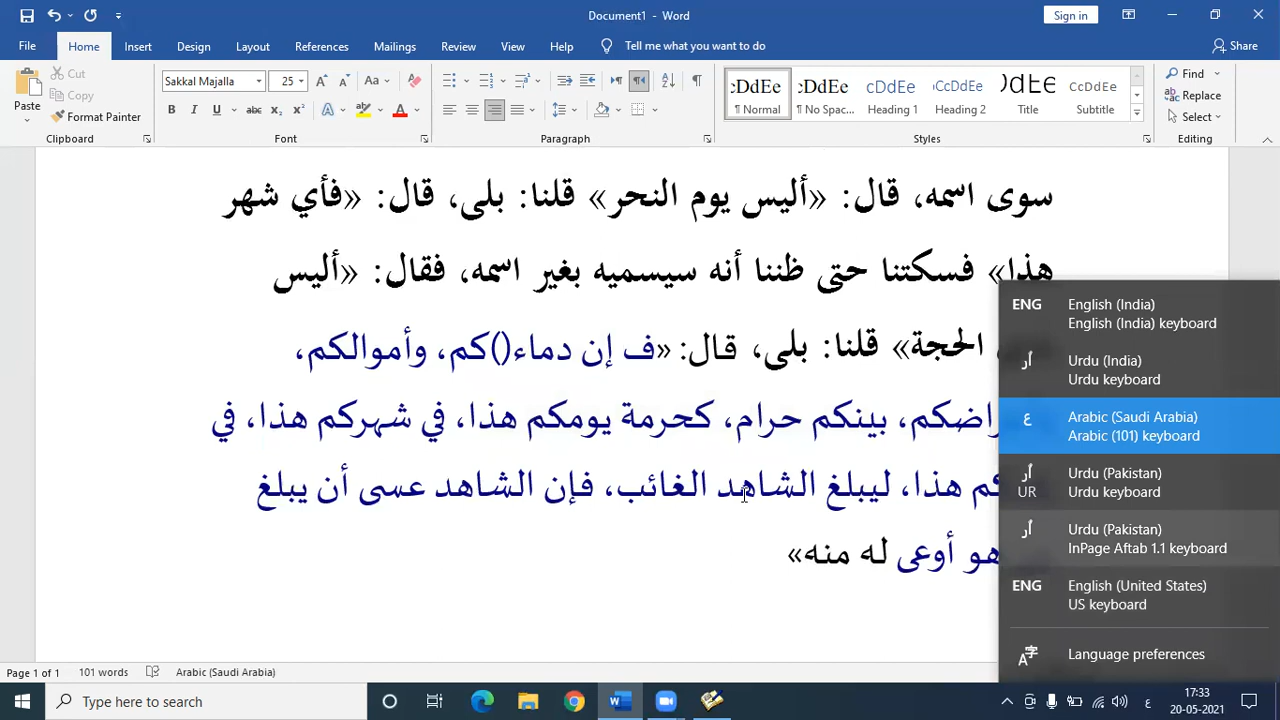 Document1 - Word
Sign in
File Home Insert Design Layout References Mailings Review View Help Tell me what you want to do Share
Paste
Cut
Copy
Format Painter
Clipboard
Sakkal Majalla 25
Font
Paragraph
AaBbCcDdEe
¶ Normal ¶ No Spac... Heading 1 Heading 2 Title Subtitle
Styles
Find
Replace
Select
Editing
سوى اسمه، قال: «أليس يوم النحر» قلنا: بلى، قال: «فأي شهر
هذا» فسكتنا حتى ظننا أنه سيسميه بغير اسمه، فقال: «أليس
الحجة» قلنا: بلى، قال: «ف إن دماء()كم، وأموالكم،
راضكم، بينكم حرام، كحرمة يومكم هذا، في شهركم هذا، في
كم هذا، ليبلغ الشاهد الغائب، فإن الشاهد عسى أن يبلغ
هو أوعى له منه»
ENG English (India)
English (India) keyboard
أر Urdu (India)
Urdu keyboard
ع Arabic (Saudi Arabia)
Arabic (101) keyboard
أر Urdu (Pakistan)
UR Urdu keyboard
أر Urdu (Pakistan)
InPage Aftab 1.1 keyboard
ENG English (United States)
US keyboard
Language preferences
Page 1 of 1 101 words Arabic (Saudi Arabia)
Type here to search
ع
17:33
20-05-2021